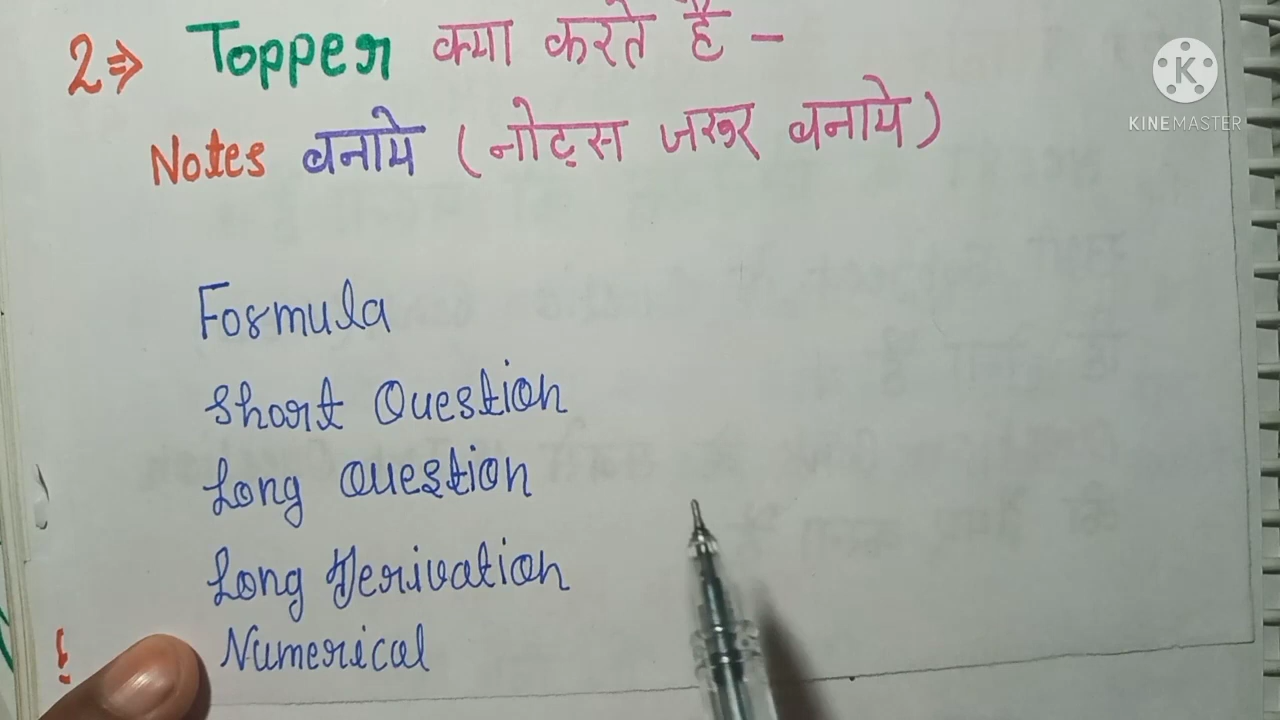 2⇒ Topper क्या करते है -
K
KINEMASTER
Notes बनाये (नोट्स जरूर बनाये)
Formula
Short Question
Long Question
Long Derivation
Numerical